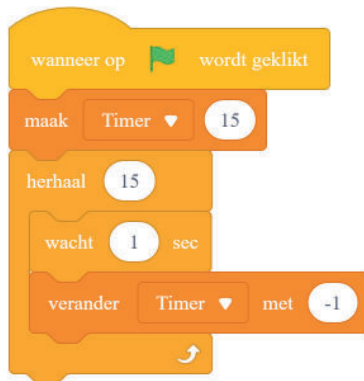 wanneer op wordt geklikt
maak Timer 15
herhaal 15
wacht 1 sec
verander Timer met -1